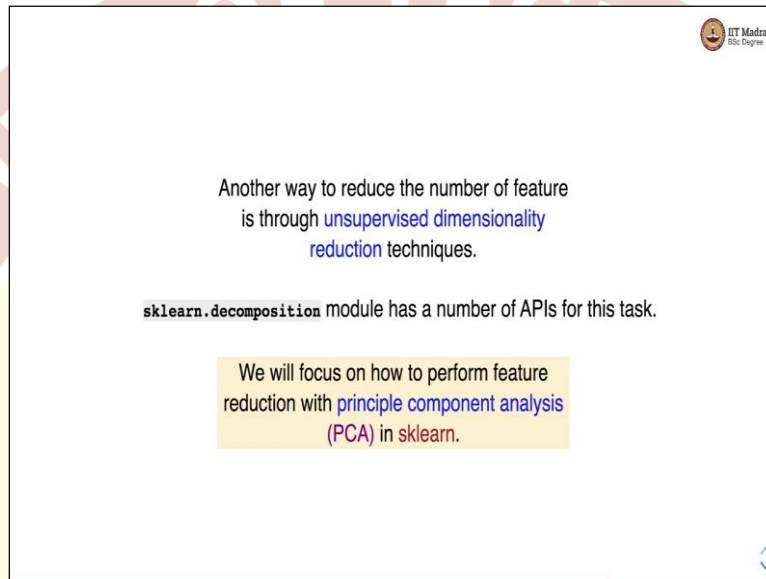 IIT Madra
BSc Degree
Another way to reduce the number of feature
is through unsupervised dimensionality
reduction techniques.
sklearn.decomposition module has a number of APIs for this task.
We will focus on how to perform feature
reduction with principle component analysis
(PCA) in sklearn.